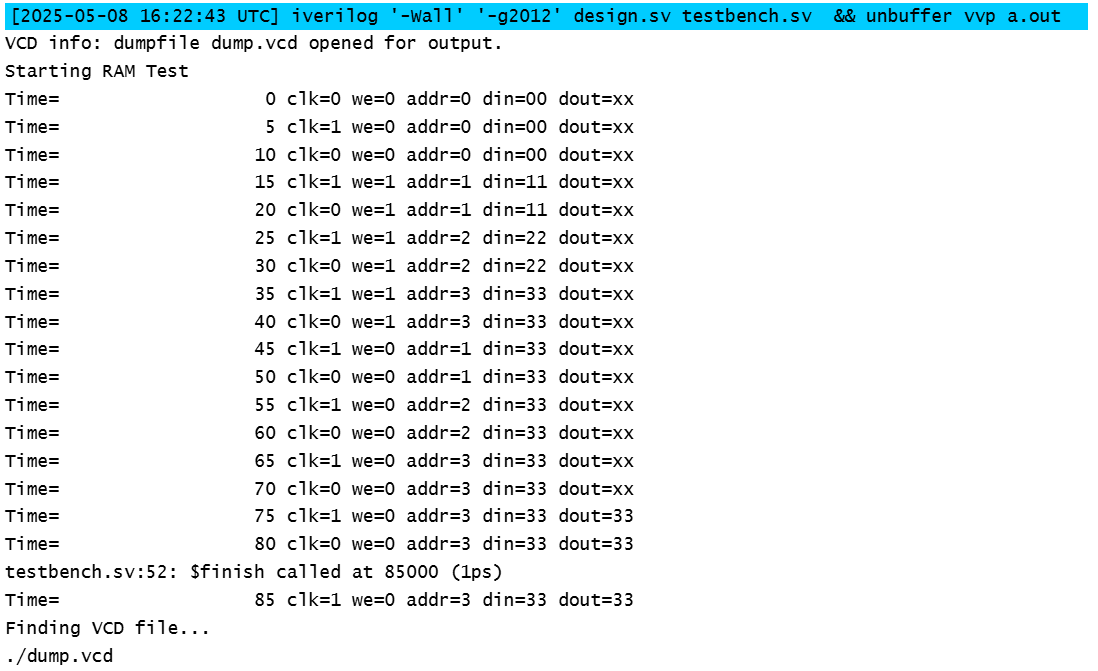 [2025-05-08 16:22:43 UTC] iverilog '-Wall' '-g2012' design.sv testbench.sv  && unbuffer vvp a.out
VCD info: dumpfile dump.vcd opened for output.
Starting RAM Test
Time=                   0 clk=0 we=0 addr=0 din=00 dout=xx
Time=                   5 clk=1 we=0 addr=0 din=00 dout=xx
Time=                  10 clk=0 we=0 addr=0 din=00 dout=xx
Time=                  15 clk=1 we=1 addr=1 din=11 dout=xx
Time=                  20 clk=0 we=1 addr=1 din=11 dout=xx
Time=                  25 clk=1 we=1 addr=2 din=22 dout=xx
Time=                  30 clk=0 we=1 addr=2 din=22 dout=xx
Time=                  35 clk=1 we=1 addr=3 din=33 dout=xx
Time=                  40 clk=0 we=1 addr=3 din=33 dout=xx
Time=                  45 clk=1 we=0 addr=1 din=33 dout=xx
Time=                  50 clk=0 we=0 addr=1 din=33 dout=xx
Time=                  55 clk=1 we=0 addr=2 din=33 dout=xx
Time=                  60 clk=0 we=0 addr=2 din=33 dout=xx
Time=                  65 clk=1 we=0 addr=3 din=33 dout=xx
Time=                  70 clk=0 we=0 addr=3 din=33 dout=xx
Time=                  75 clk=1 we=0 addr=3 din=33 dout=33
Time=                  80 clk=0 we=0 addr=3 din=33 dout=33
testbench.sv:52: $finish called at 85000 (1ps)
Time=                  85 clk=1 we=0 addr=3 din=33 dout=33
Finding VCD file...
./dump.vcd